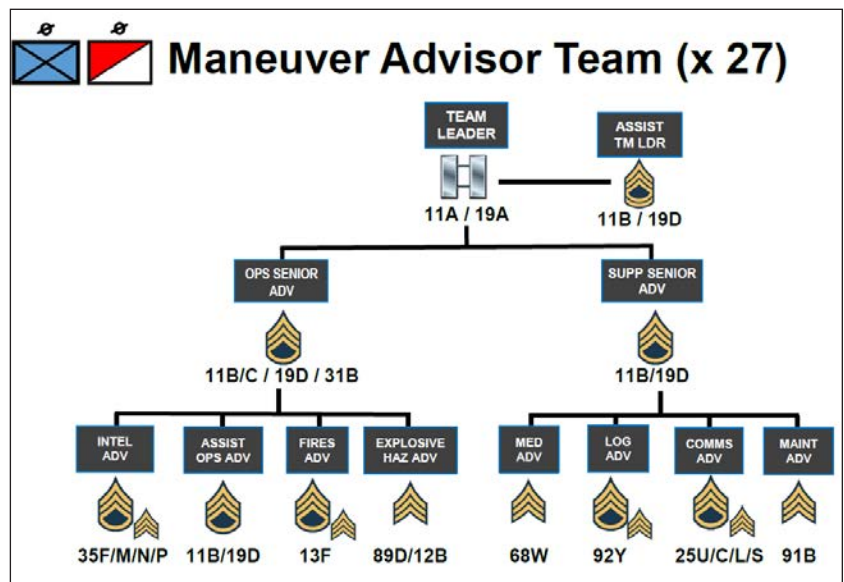 Maneuver Advisor Team (x 27)
TEAM
LEADER
ASSIST
TM LDR
11A / 19A
11B / 19D
OPS SENIOR
ADV
SUPP SENIOR
ADV
11B/C / 19D / 31B
11B/19D
INTEL
ADV
ASSIST
OPS ADV
FIRES
ADV
EXPLOSIVE
HAZ ADV
MED
ADV
LOG
ADV
COMMS
ADV
MAINT
ADV
35F/M/N/P
11B/19D
13F
89D/12B
68W
92Y
25U/C/L/S
91B